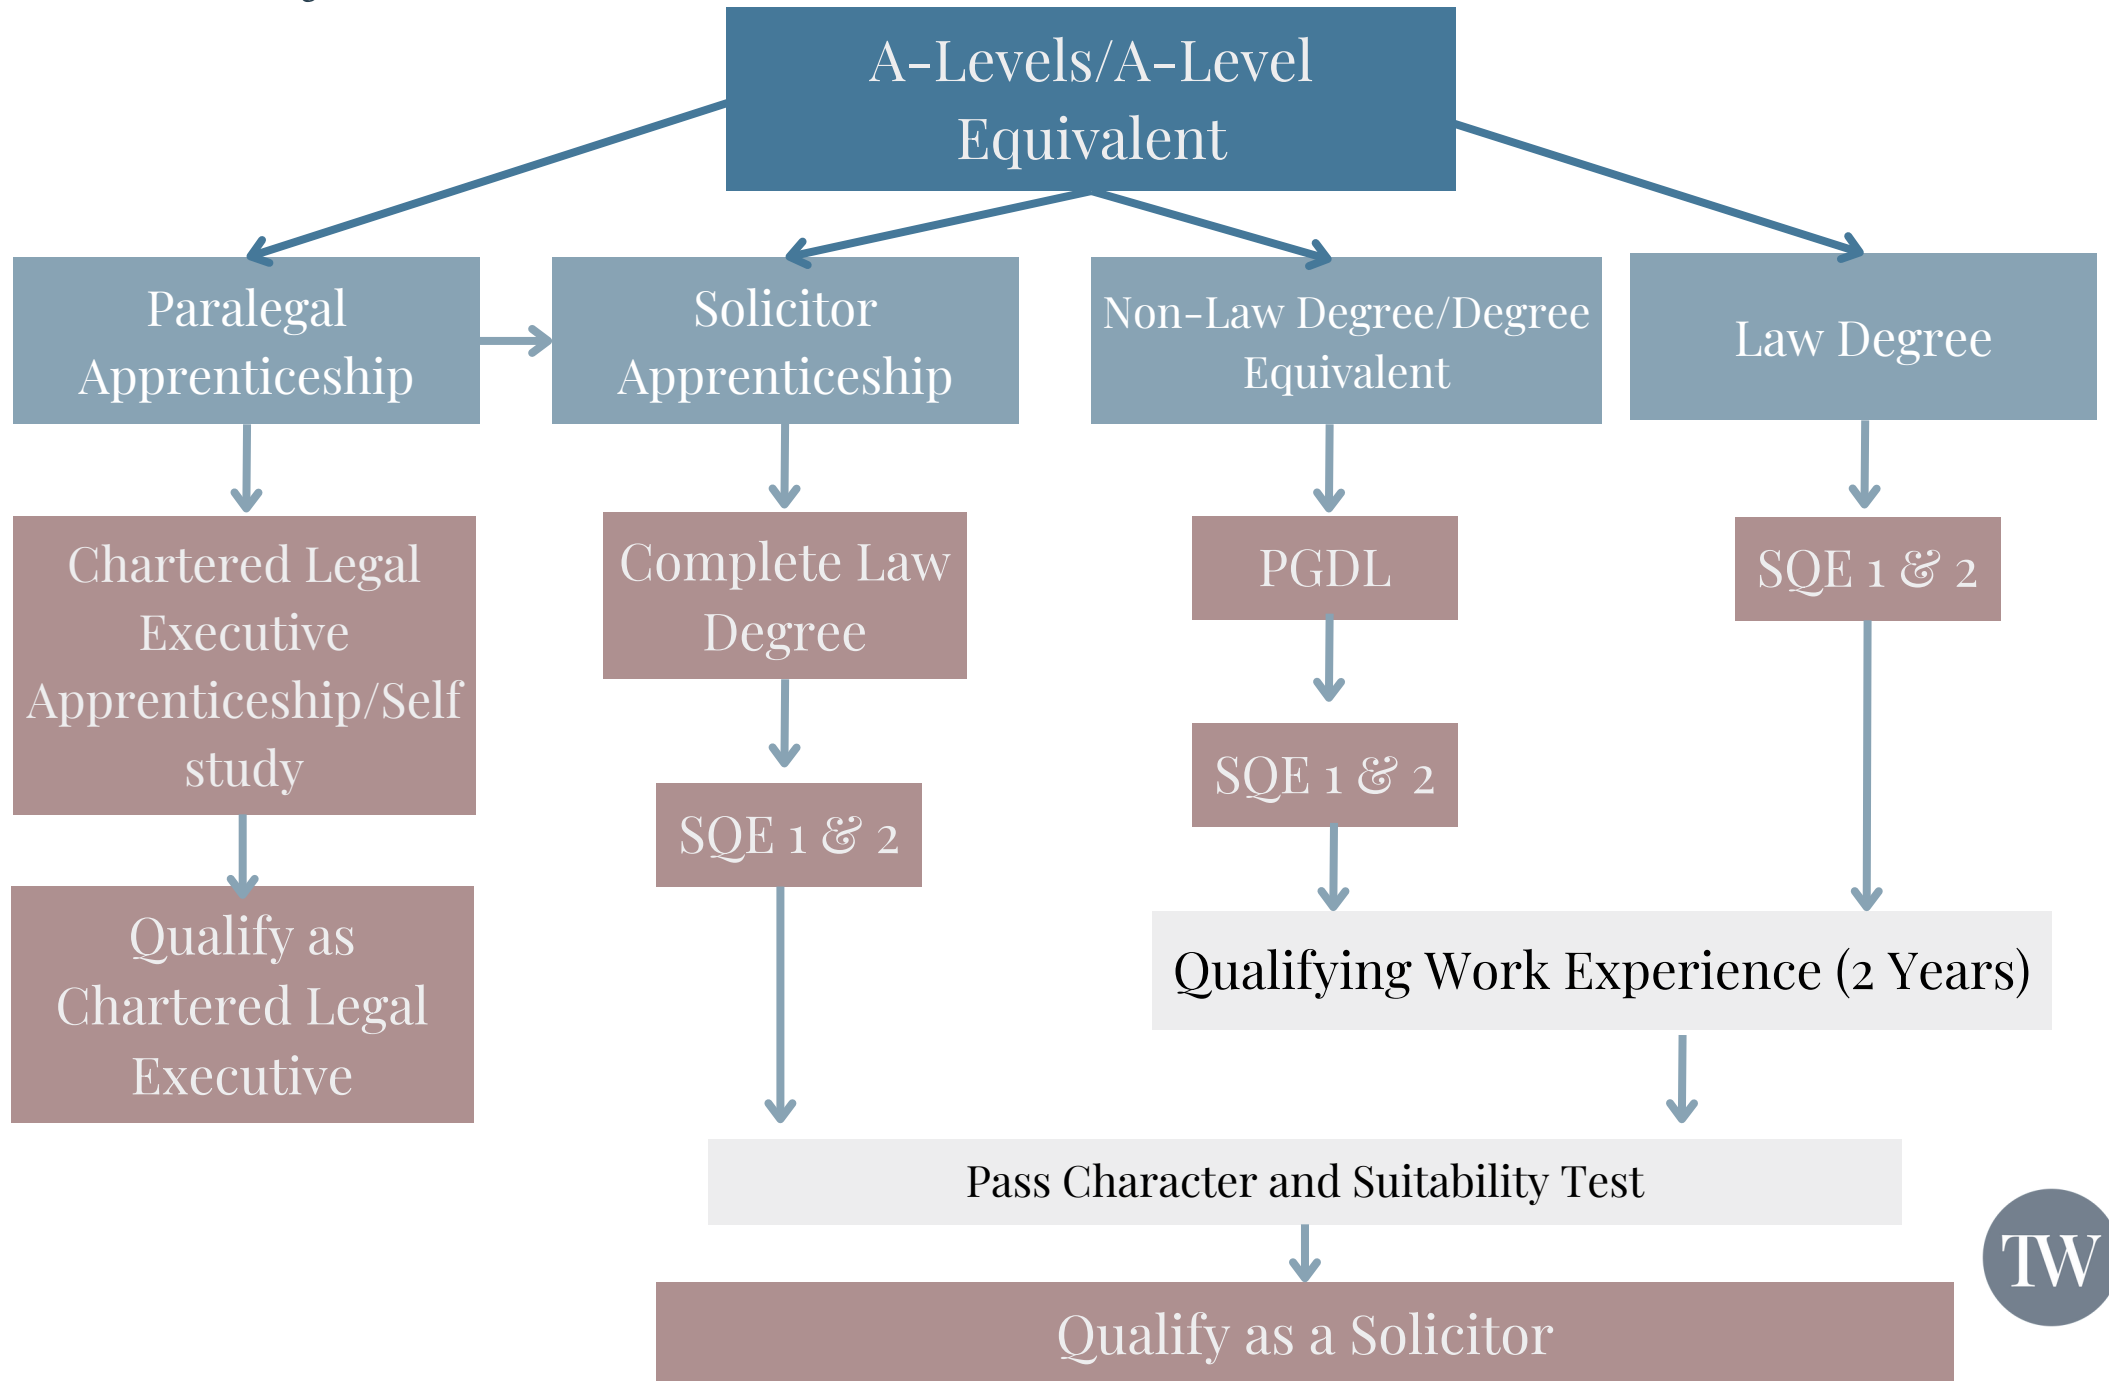 A-Levels/A-Level
Equivalent
Paralegal
Apprenticeship
Solicitor
Apprenticeship
Non-Law Degree/Degree
Equivalent
Law Degree
Chartered Legal
Executive
Apprenticeship/Self
study
Complete Law
Degree
PGDL
SQE 1 & 2
SQE 1 & 2
SQE 1 & 2
Qualify as
Chartered Legal
Executive
Qualifying Work Experience (2 Years)
Pass Character and Suitability Test
TW
Qualify as a Solicitor